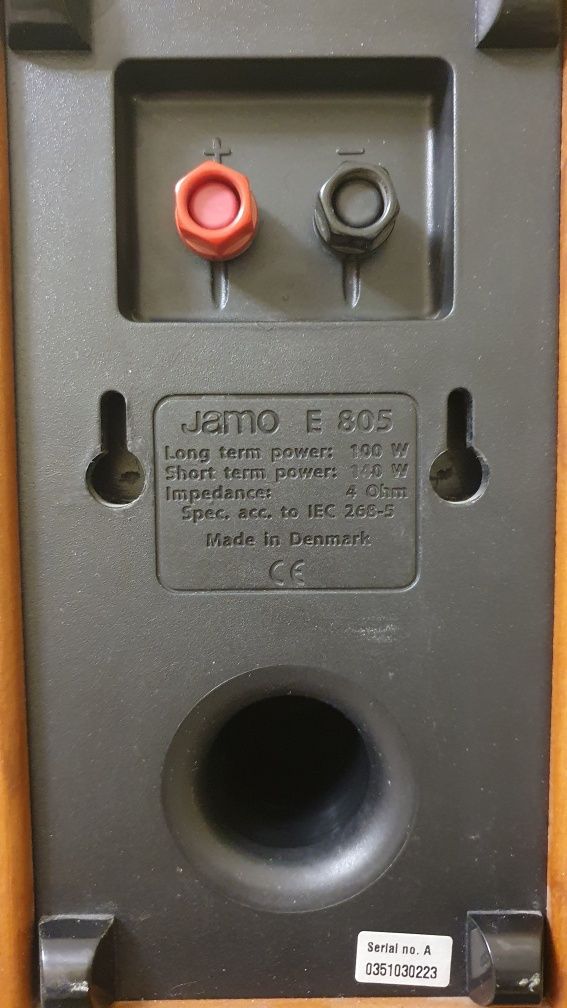 + −
Jamo E 805
Long term power: 100 W
Short term power: 140 W
Impedance: 4 Ohm
Spec. acc. to IEC 268-5
Made in Denmark
CE
Serial no. A
0351030223